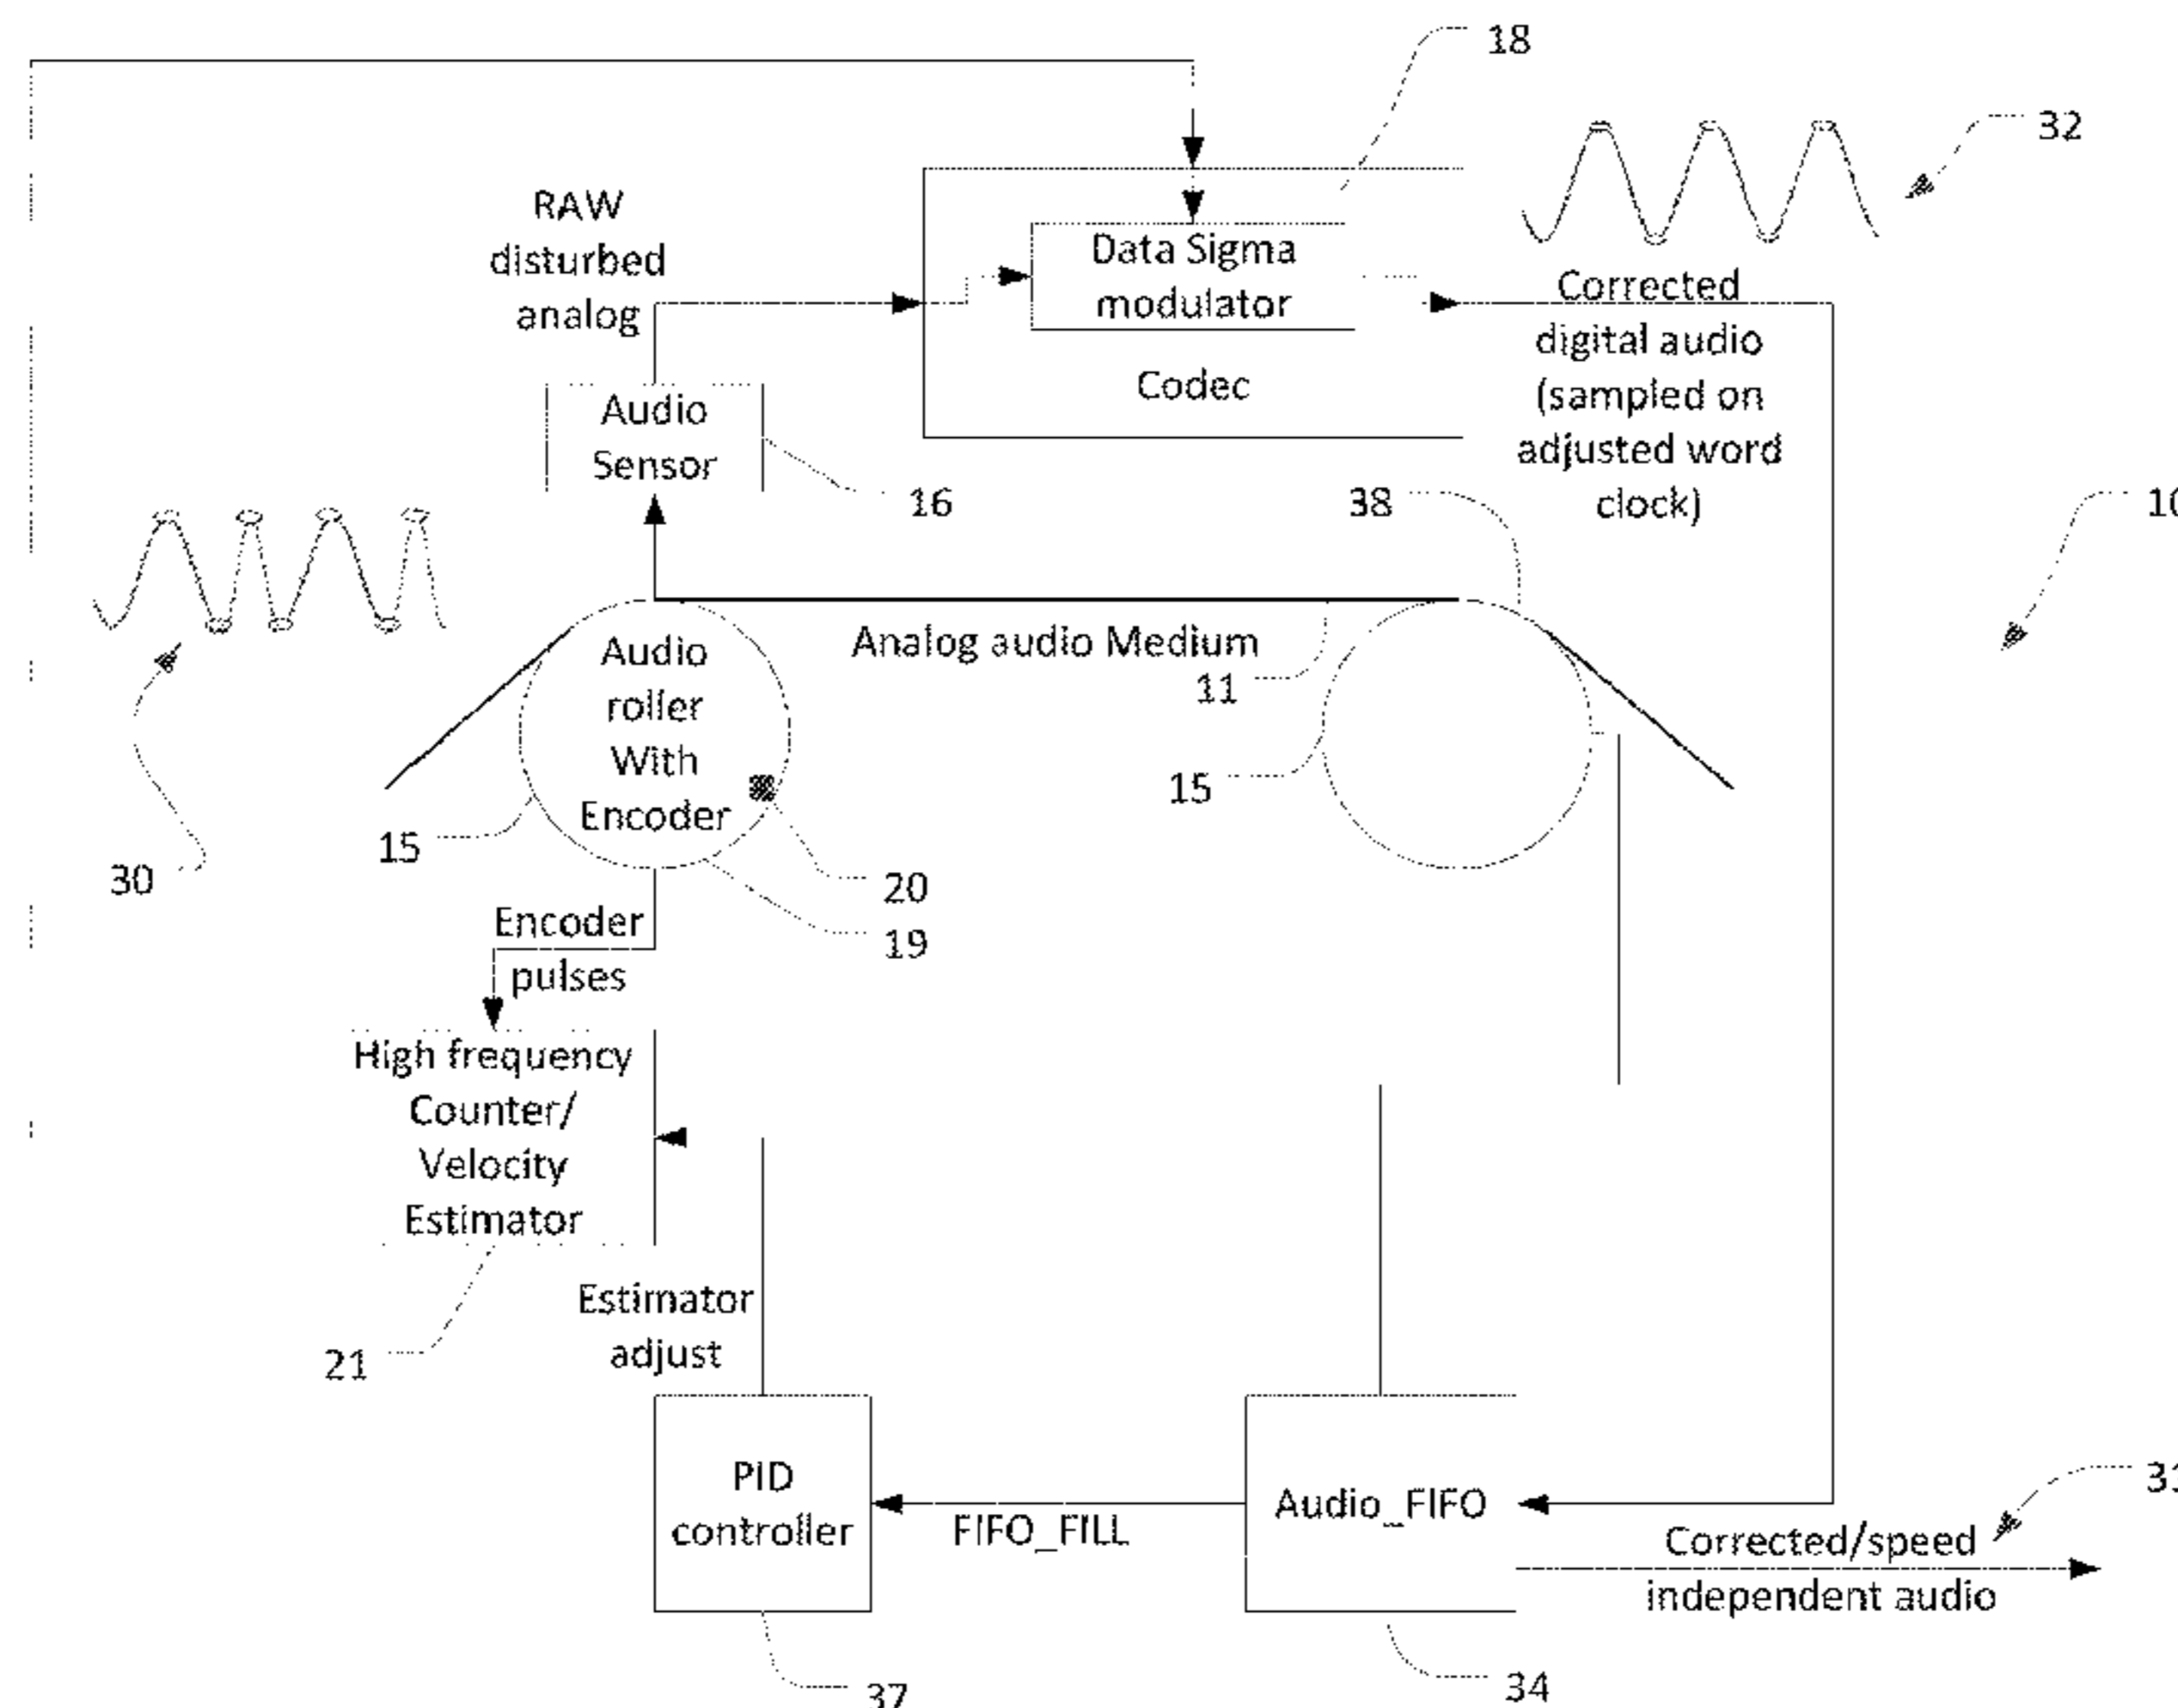 18
32
RAW
disturbed
analog
Data Sigma
modulator
Codec
Corrected
digital audio
(sampled on
adjusted word
clock)
Audio
Sensor
16
38
10
Audio
roller
With
Encoder
Analog audio Medium
11
15
15
30
20
19
Encoder
pulses
High frequency
Counter/
Velocity
Estimator
21
Estimator
adjust
PID
controller
FIFO_FILL
Audio_FIFO
Corrected/speed
independent audio
37
34